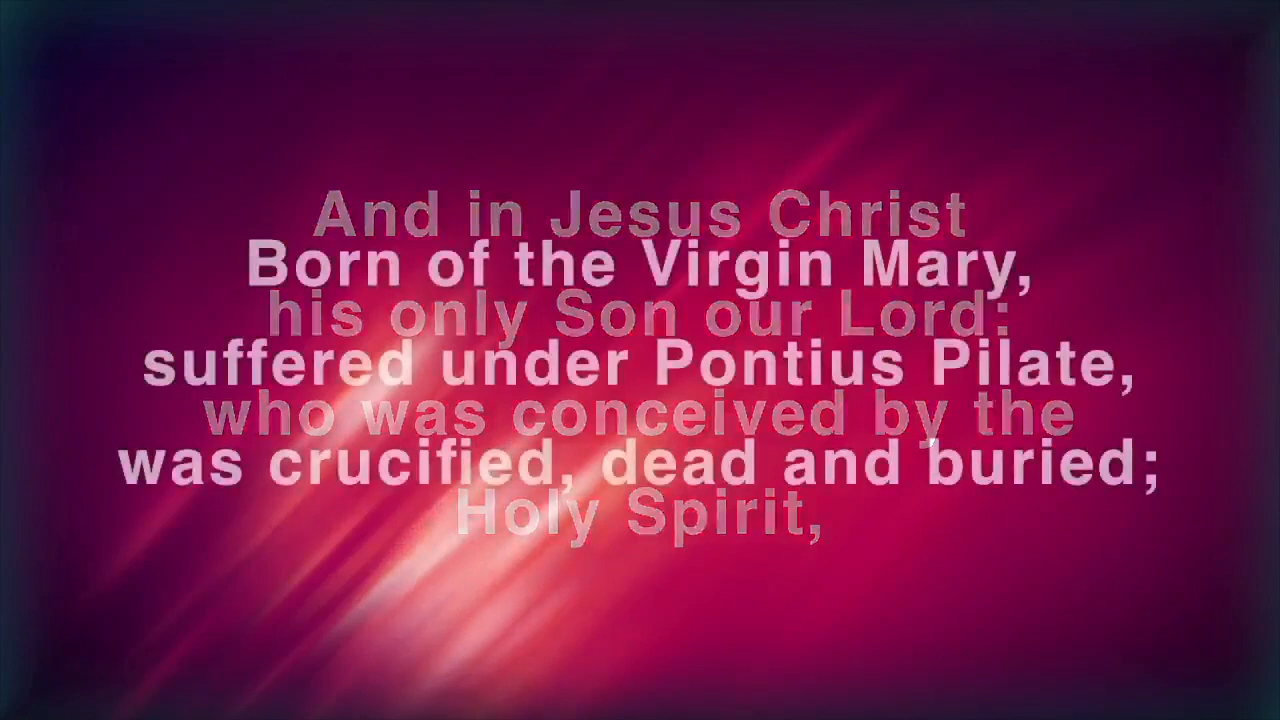 And in Jesus Christ
Born of the Virgin Mary,
his only Son our Lord:
suffered under Pontius Pilate,
who was conceived by the
was crucified, dead and buried;
Holy Spirit,